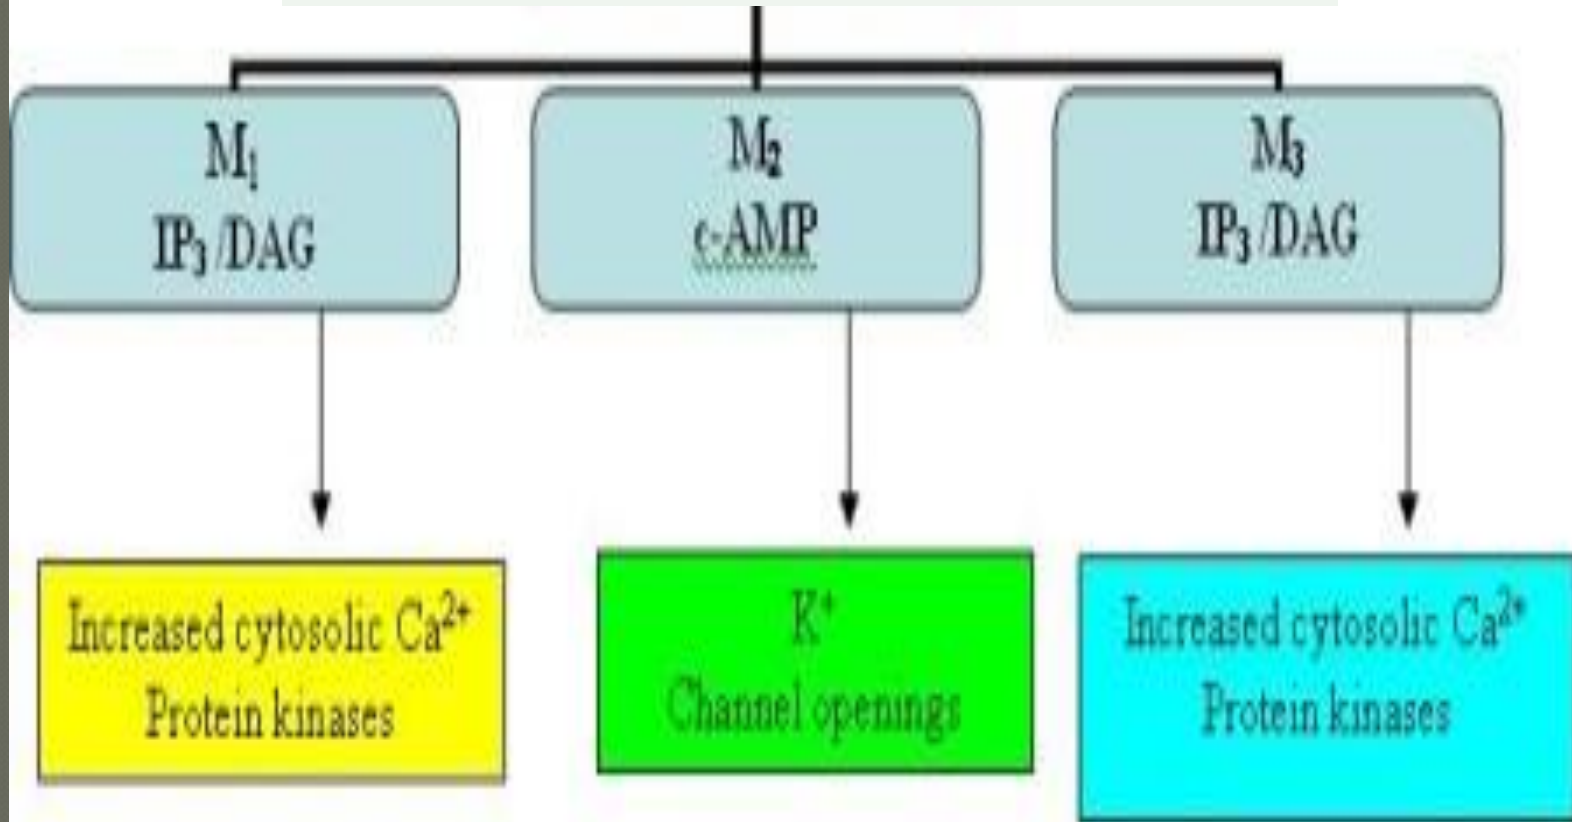 M₁
IP₃ /DAG
M₂
c-AMP
M₃
IP₃ /DAG
Increased cytosolic Ca²⁺
Protein kinases
K⁺
Channel openings
Increased cytosolic Ca²⁺
Protein kinases